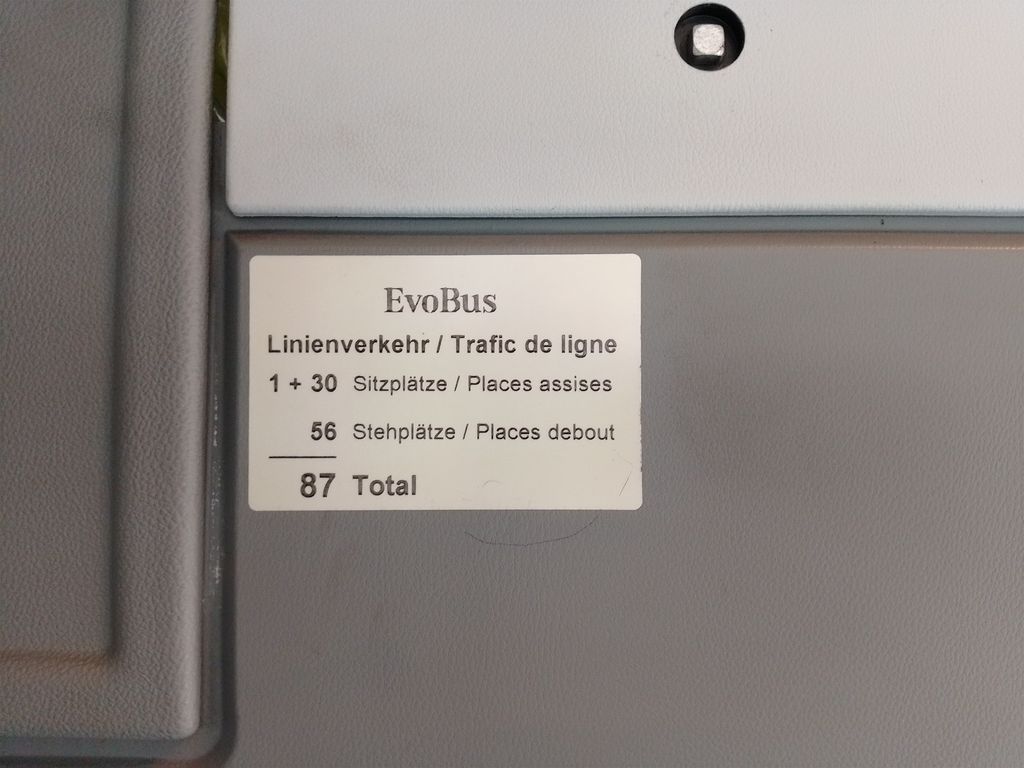 EvoBus
Linienverkehr / Trafic de ligne
1 + 30 Sitzplätze / Places assises
56 Stehplätze / Places debout
87 Total